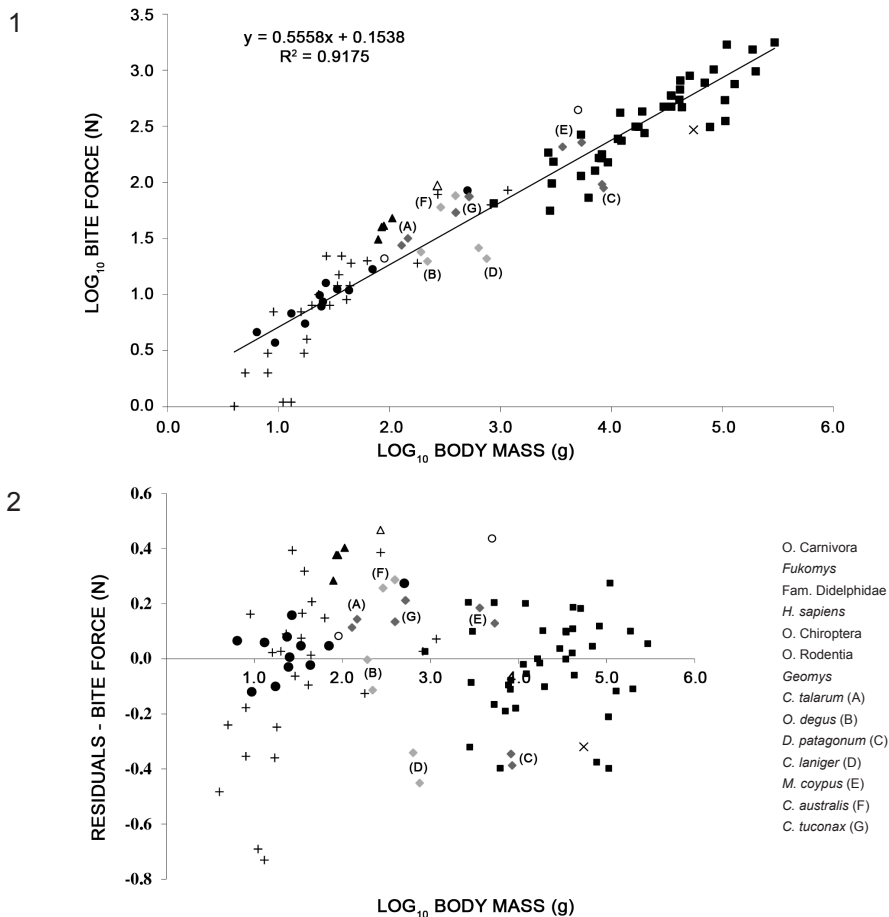 1
y = 0.5558x + 0.1538
R² = 0.9175
LOG₁₀ BITE FORCE (N)
3.5
3.0
2.5
2.0
1.5
1.0
0.5
0.0
(E)
(C)
(F)
(G)
(A)
(B)
(D)
0.0 1.0 2.0 3.0 4.0 5.0 6.0
LOG₁₀ BODY MASS (g)
2
RESIDUALS - BITE FORCE (N)
0.6
0.4
0.2
0.0
-0.2
-0.4
-0.6
-0.8
(F)
(A)
(G)
(E)
(B)
(D)
(C)
1.0 2.0 3.0 4.0 5.0 6.0
LOG₁₀ BODY MASS (g)
O. Carnivora
Fukomys
Fam. Didelphidae
H. sapiens
O. Chiroptera
O. Rodentia
Geomys
C. talarum (A)
O. degus (B)
D. patagonum (C)
C. laniger (D)
M. coypus (E)
C. australis (F)
C. tuconax (G)